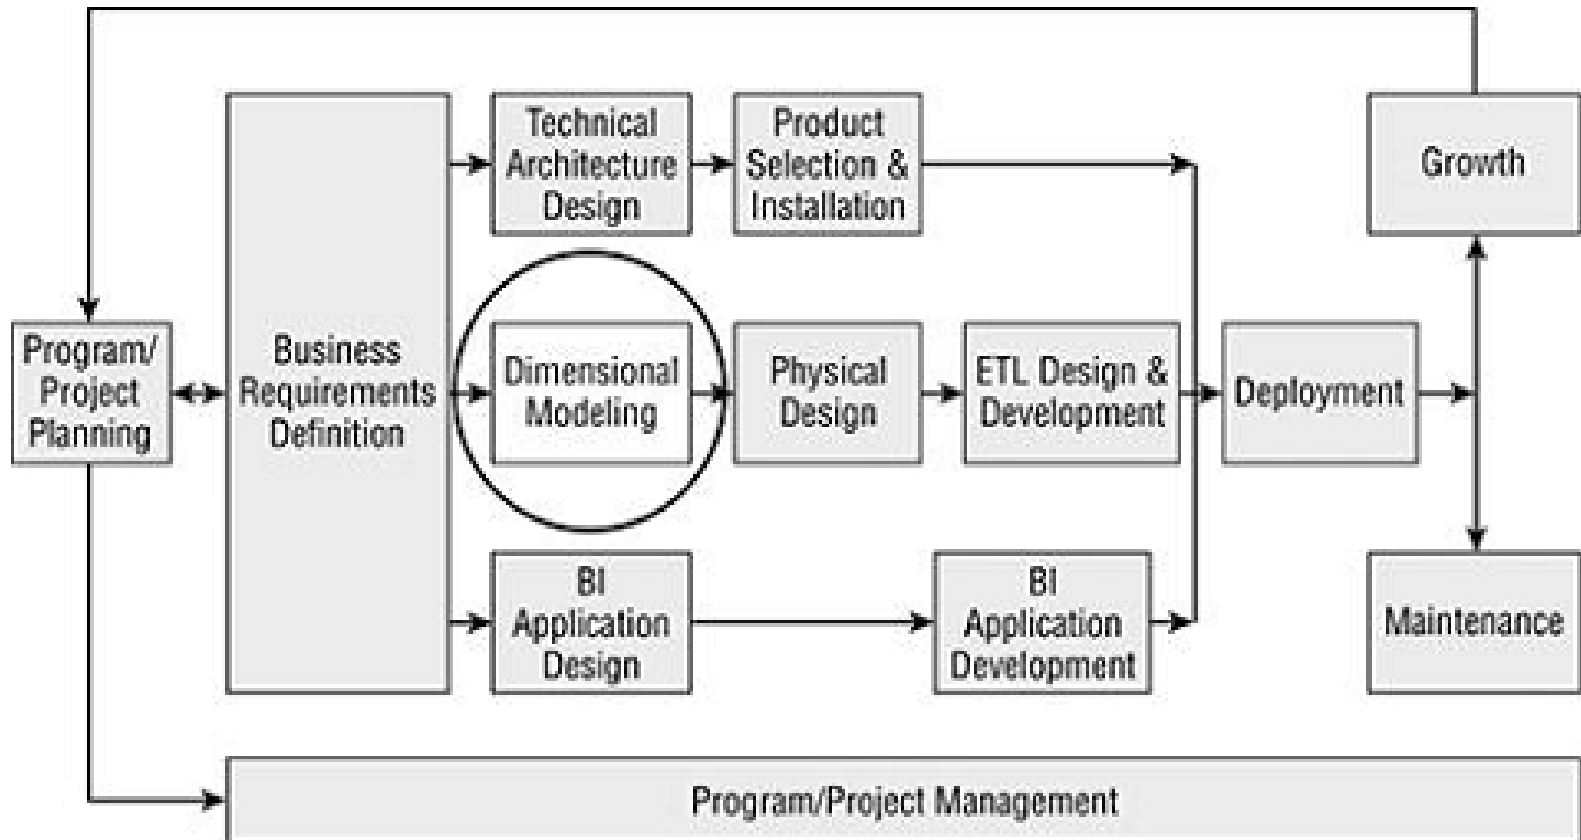 Technical
Architecture
Design
Product
Selection &
Installation
Growth
Program/
Project
Planning
Business
Requirements
Definition
Dimensional
Modeling
Physical
Design
ETL Design &
Development
Deployment
BI
Application
Design
BI
Application
Development
Maintenance
Program/Project Management